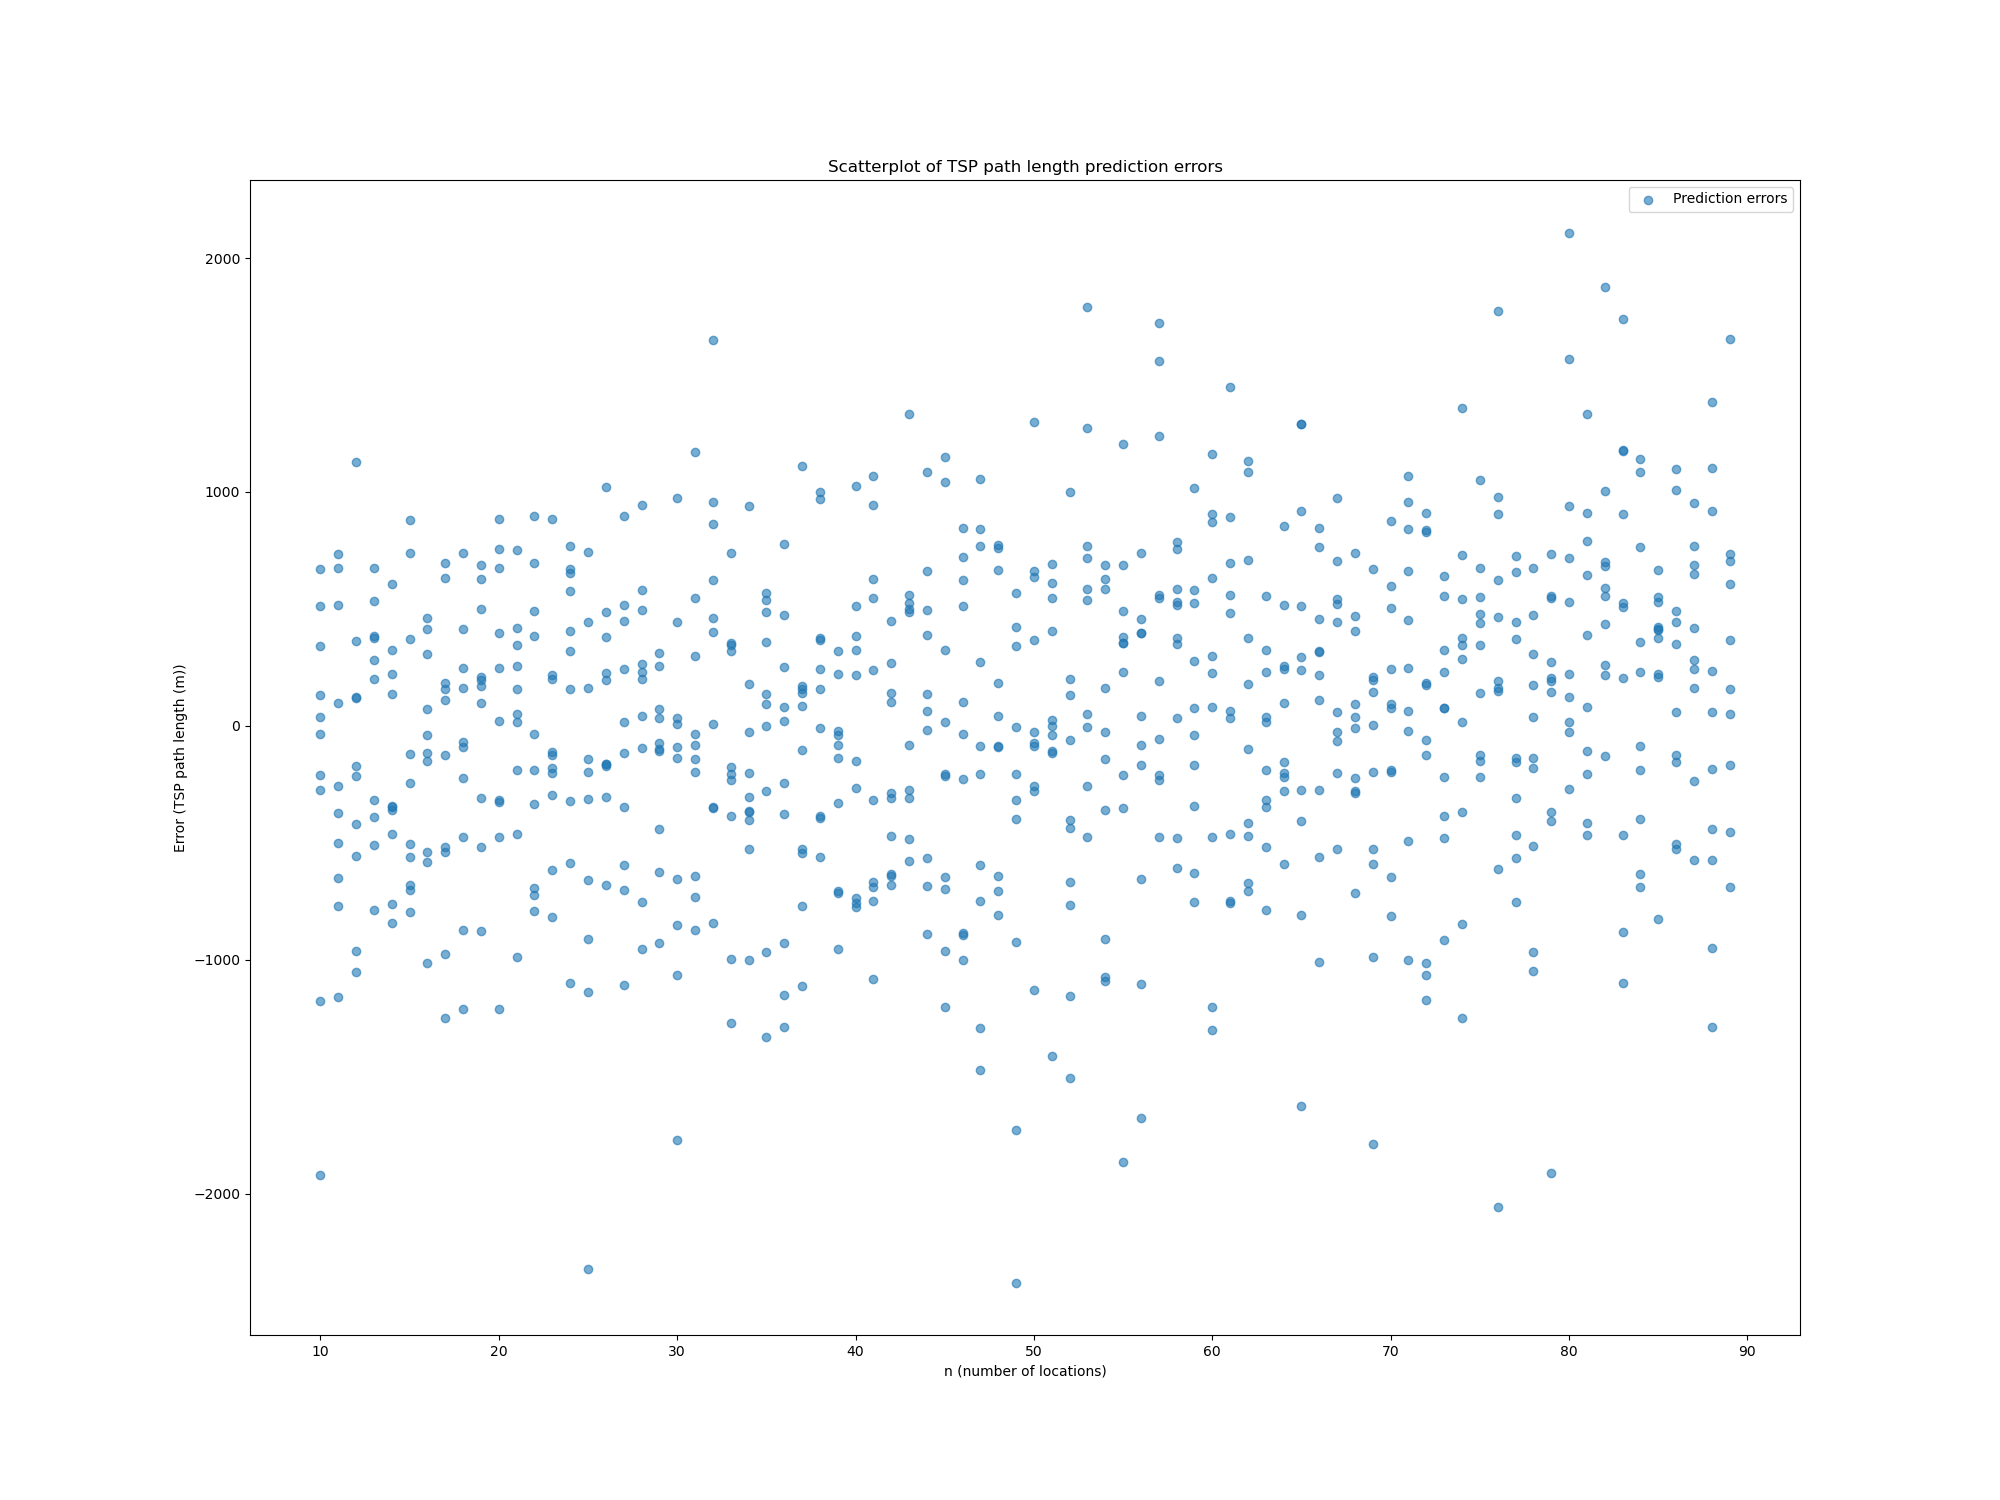 Scatterplot of TSP path length prediction errors
Prediction errors
2000
1000
0
−1000
−2000
Error (TSP path length (m))
10 20 30 40 50 60 70 80 90
n (number of locations)